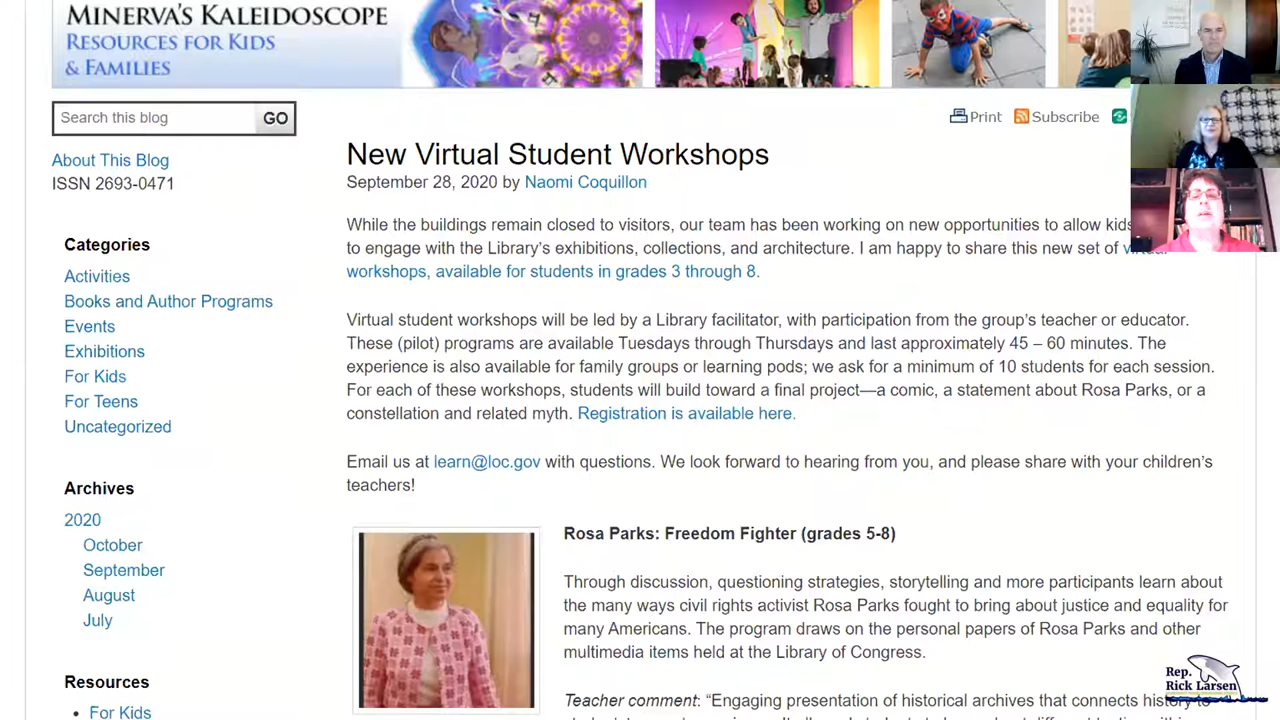 MINERVA'S KALEIDOSCOPE
RESOURCES FOR KIDS
& FAMILIES
Search this blog
GO
Print
Subscribe
About This Blog
ISSN 2693-0471
New Virtual Student Workshops
September 28, 2020 by Naomi Coquillon
While the buildings remain closed to visitors, our team has been working on new opportunities to allow kids
to engage with the Library's exhibitions, collections, and architecture. I am happy to share this new set of virtual
workshops, available for students in grades 3 through 8.
Categories
Activities
Books and Author Programs
Events
Exhibitions
For Kids
For Teens
Uncategorized
Virtual student workshops will be led by a Library facilitator, with participation from the group's teacher or educator.
These (pilot) programs are available Tuesdays through Thursdays and last approximately 45 – 60 minutes. The
experience is also available for family groups or learning pods; we ask for a minimum of 10 students for each session.
For each of these workshops, students will build toward a final project—a comic, a statement about Rosa Parks, or a
constellation and related myth. Registration is available here.
Email us at learn@loc.gov with questions. We look forward to hearing from you, and please share with your children's
teachers!
Archives
2020
October
September
August
July
Resources
For Kids
Rosa Parks: Freedom Fighter (grades 5-8)
Through discussion, questioning strategies, storytelling and more participants learn about
the many ways civil rights activist Rosa Parks fought to bring about justice and equality for
many Americans. The program draws on the personal papers of Rosa Parks and other
multimedia items held at the Library of Congress.
Teacher comment: "Engaging presentation of historical archives that connects history to
Rep.
Rick Larsen